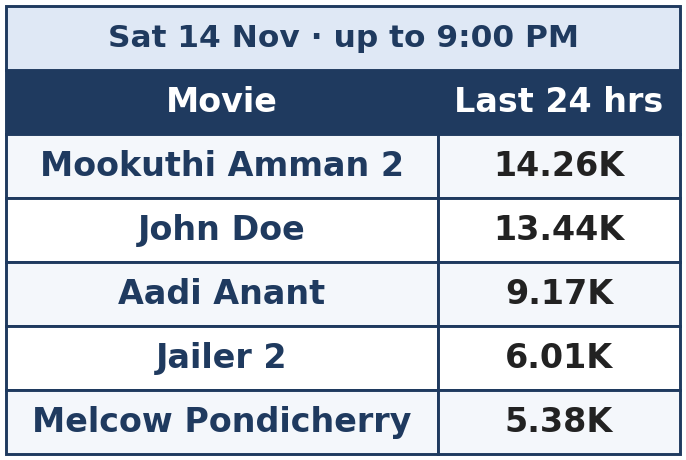 Sat 14 Nov · up to 9:00 PM
Movie Last 24 hrs
Mookuthi Amman 2 14.26K
John Doe 13.44K
Aadi Anant 9.17K
Jailer 2 6.01K
Melcow Pondicherry 5.38K